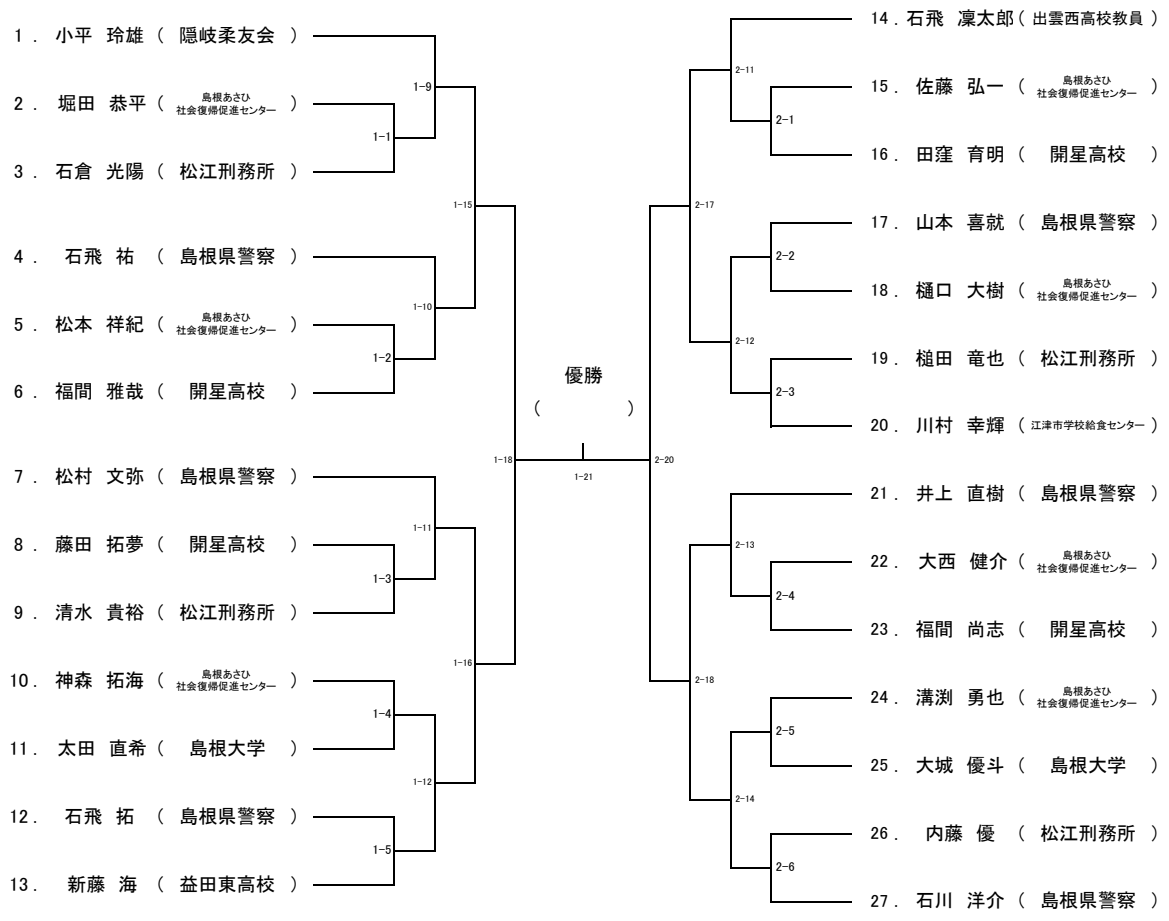 1． 小平 玲雄 （ 隠岐柔友会 ）
2． 堀田 恭平 （ 島根あさひ
社会復帰促進センター ）
3． 石倉 光陽 （ 松江刑務所 ）
4． 石飛 祐 （ 島根県警察 ）
5． 松本 祥紀 （ 島根あさひ
社会復帰促進センター ）
6． 福間 雅哉 （ 開星高校 ）
7． 松村 文弥 （ 島根県警察 ）
8． 藤田 拓夢 （ 開星高校 ）
9． 清水 貴裕 （ 松江刑務所 ）
10． 神森 拓海 （ 島根あさひ
社会復帰促進センター ）
11． 太田 直希 （ 島根大学 ）
12． 石飛 拓 （ 島根県警察 ）
13． 新藤 海 （ 益田東高校 ）
1-1
1-2
1-3
1-4
1-5
1-9
1-10
1-11
1-12
1-15
1-16
1-18
優勝
（ ）
1-21
2-20
2-17
2-18
2-11
2-12
2-13
2-14
2-1
2-2
2-3
2-4
2-5
2-6
14．石飛 凜太郎（ 出雲西高校教員 ）
15． 佐藤 弘一 （ 島根あさひ
社会復帰促進センター ）
16． 田窪 育明 （ 開星高校 ）
17． 山本 喜就 （ 島根県警察 ）
18． 樋口 大樹 （ 島根あさひ
社会復帰促進センター ）
19． 槌田 竜也 （ 松江刑務所 ）
20． 川村 幸輝 （ 江津市学校給食センター ）
21． 井上 直樹 （ 島根県警察 ）
22． 大西 健介 （ 島根あさひ
社会復帰促進センター ）
23． 福間 尚志 （ 開星高校 ）
24． 溝渕 勇也 （ 島根あさひ
社会復帰促進センター ）
25． 大城 優斗 （ 島根大学 ）
26． 内藤 優 （ 松江刑務所 ）
27． 石川 洋介 （ 島根県警察 ）